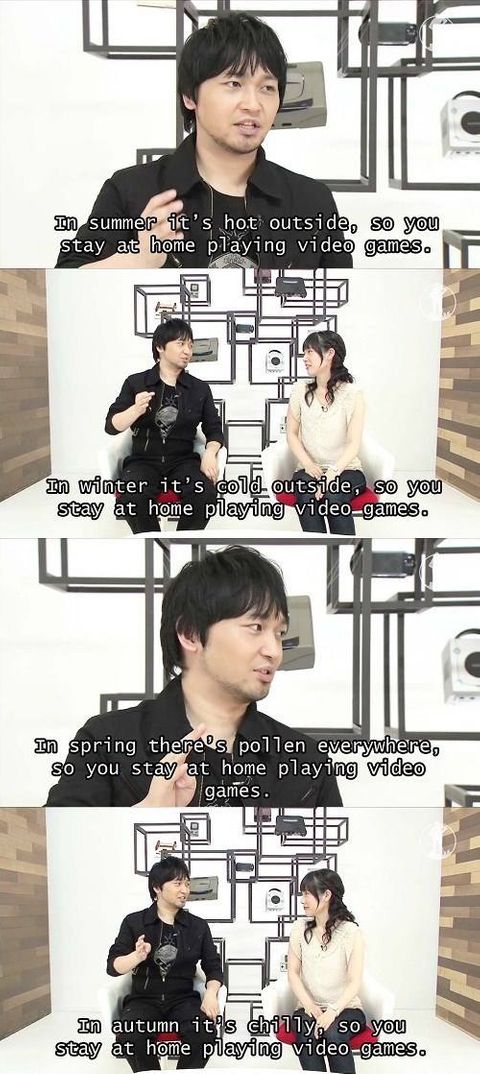 In summer it's hot outside, so you
stay at home playing video games.
In winter it's cold outside, so you
stay at home playing video games.
In spring there's pollen everywhere,
so you stay at home playing video
games.
In autumn it's chilly, so you
stay at home playing video games.